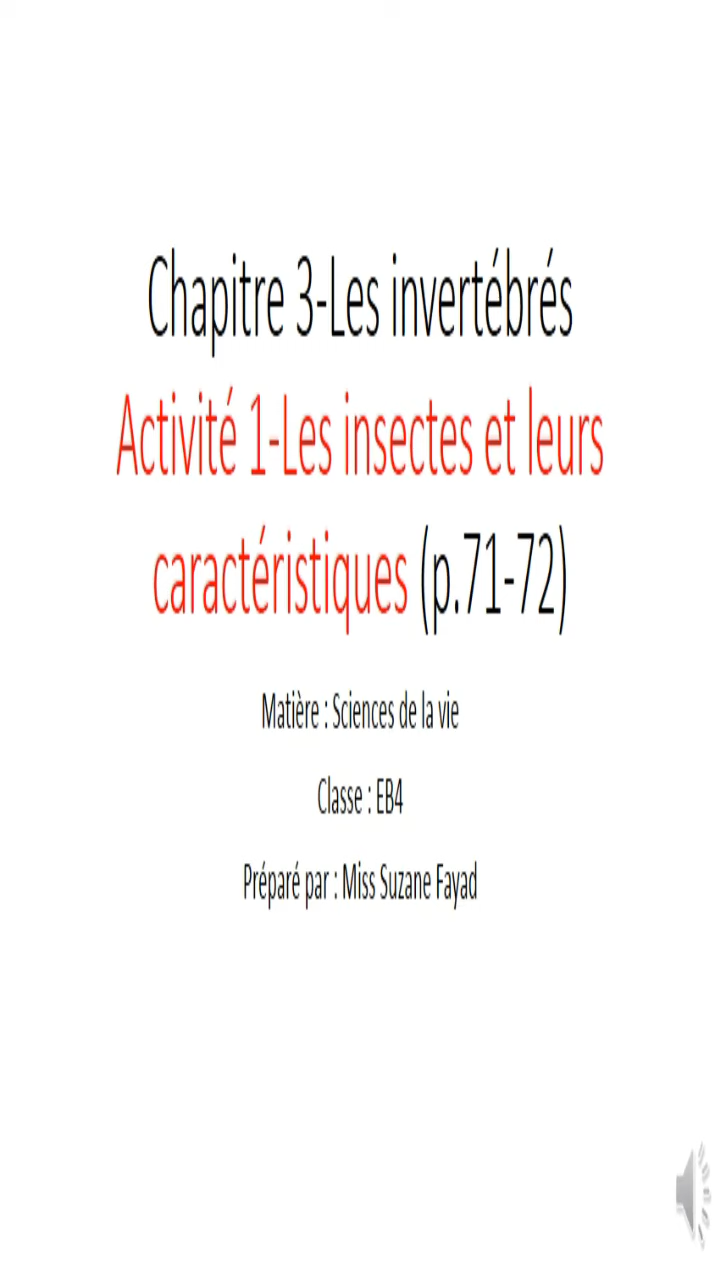 Chapitre 3-Les invertébrés
Activité 1-Les insectes et leurs
caractéristiques (p.71-72)
Matière : Sciences de la vie
Classe : EB4
Préparé par : Miss Suzane Fayad